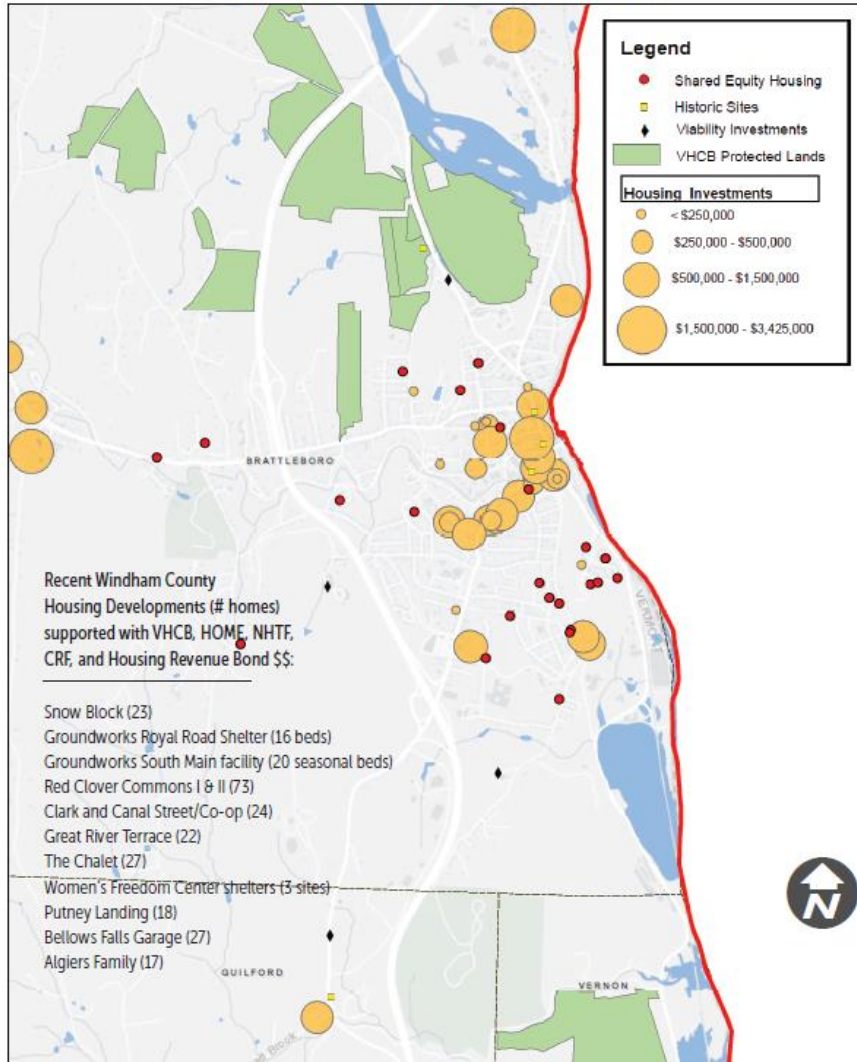 Legend
Shared Equity Housing
Historic Sites
Viability Investments
VHCB Protected Lands
Housing Investments
< $250,000
$250,000 - $500,000
$500,000 - $1,500,000
$1,500,000 - $3,425,000
BRATTLEBORO
Recent Windham County
Housing Developments (# homes)
supported with VHCB, HOME, NHTF,
CRF, and Housing Revenue Bond $$:
VERMONT
Snow Block (23)
Groundworks Royal Road Shelter (16 beds)
Groundworks South Main facility (20 seasonal beds)
Red Clover Commons I & II (73)
Clark and Canal Street/Co-op (24)
Great River Terrace (22)
The Chalet (27)
Women's Freedom Center shelters (3 sites)
Putney Landing (18)
Bellows Falls Garage (27)
Algiers Family (17)
N
GUILFORD
VERNON
Brook